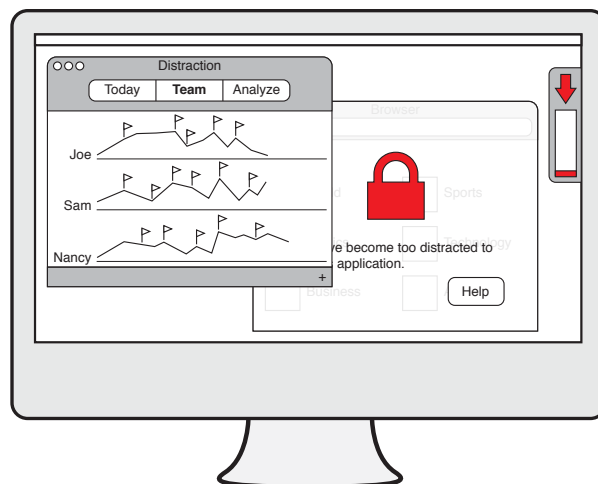 Distraction
Today Team Analyze
Joe
Sam
Nancy
+
Browser
Sports
ve become too distracted to
application.
Business
Help